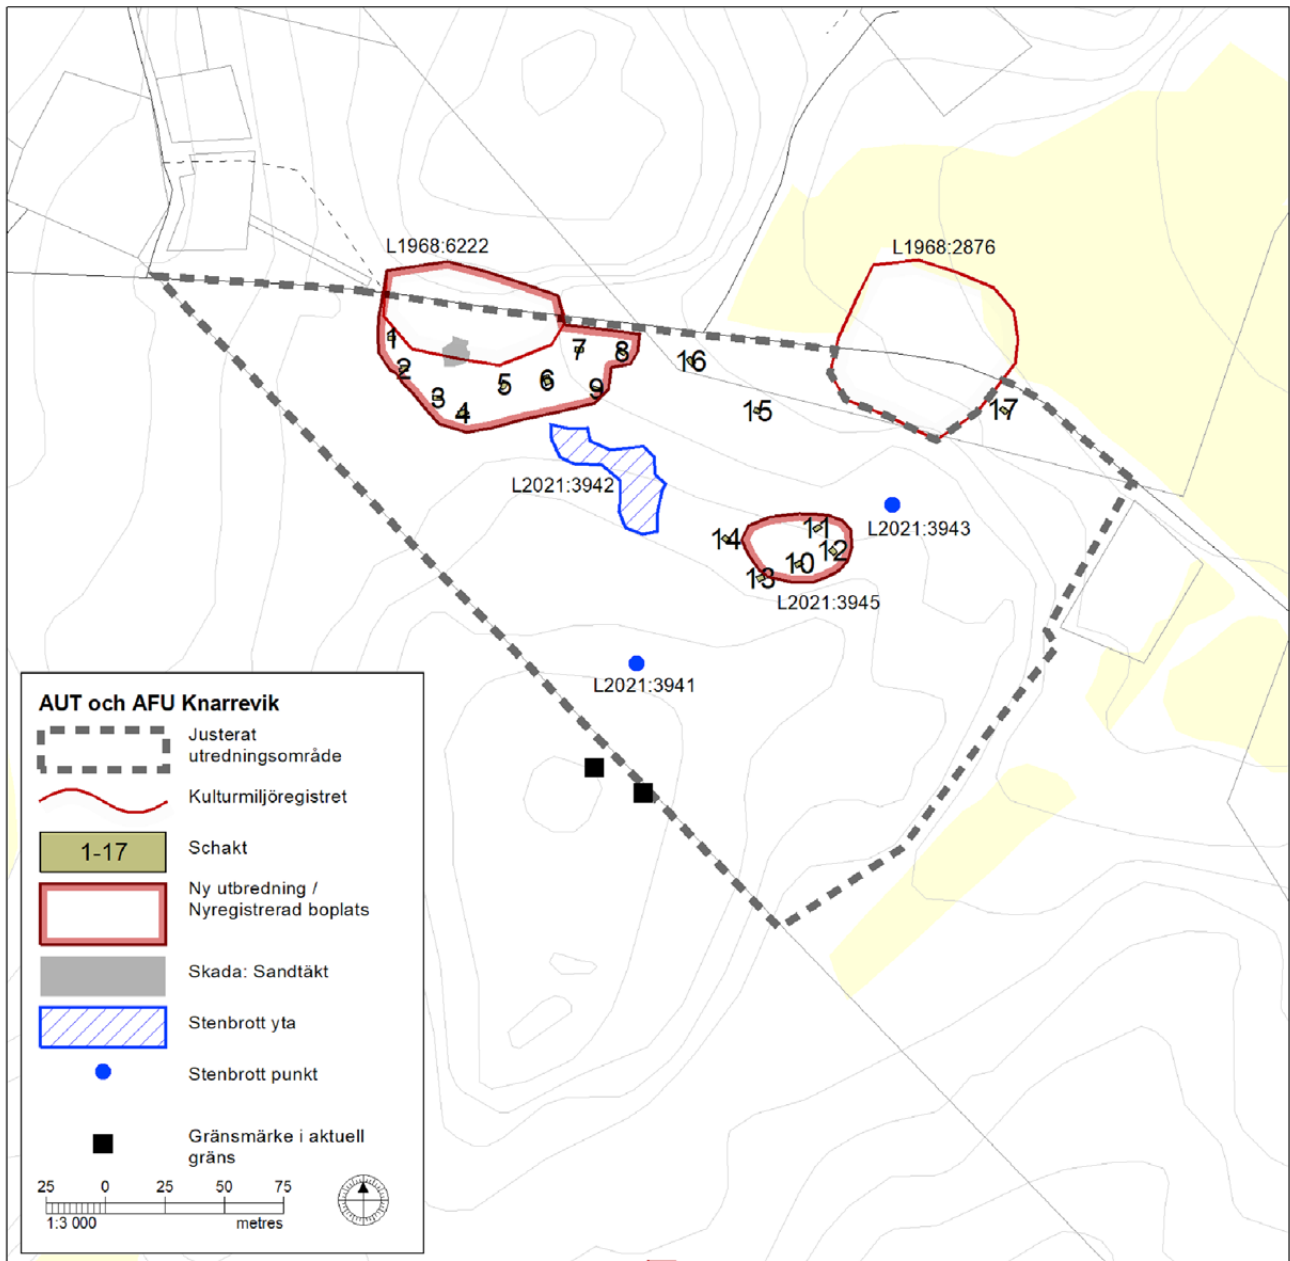 L1968:6222
L1968:2876
1
2
3
4
5
6
7
8
9
16
15
17
L2021:3942
L2021:3943
14
11
12
10
13
L2021:3945
L2021:3941
AUT och AFU Knarrevik
Justerat
utredningsområde
Kulturmiljöregistret
1-17
Schakt
Ny utbredning /
Nyregistrerad boplats
Skada: Sandtäkt
Stenbrott yta
Stenbrott punkt
Gränsmärke i aktuell
gräns
25 0 25 50 75
1:3 000 metres